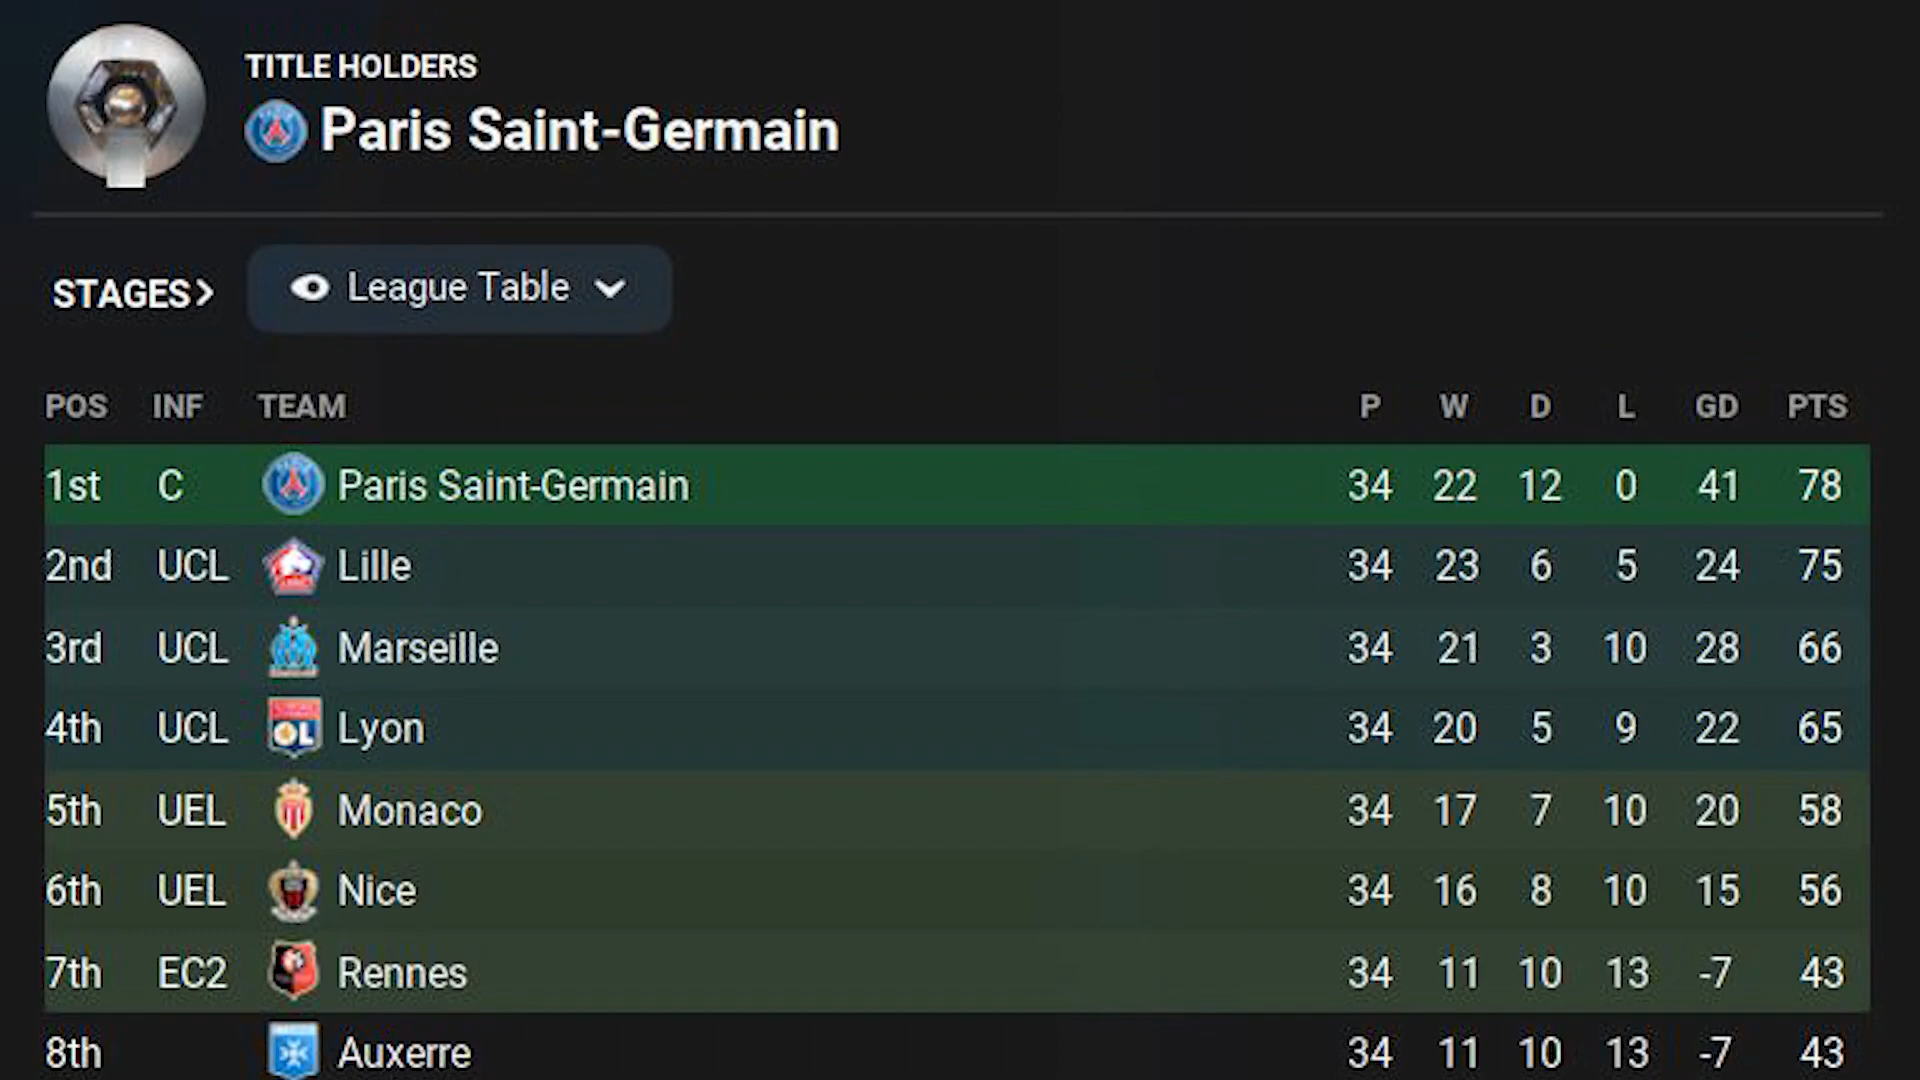 TITLE HOLDERS
Paris Saint-Germain
STAGES> League Table
POS INF TEAM P W D L GD PTS
1st C Paris Saint-Germain 34 22 12 0 41 78
2nd UCL Lille 34 23 6 5 24 75
3rd UCL Marseille 34 21 3 10 28 66
4th UCL OL Lyon 34 20 5 9 22 65
5th UEL Monaco 34 17 7 10 20 58
6th UEL Nice 34 16 8 10 15 56
7th EC2 Rennes 34 11 10 13 -7 43
8th Auxerre 34 11 10 13 -7 43